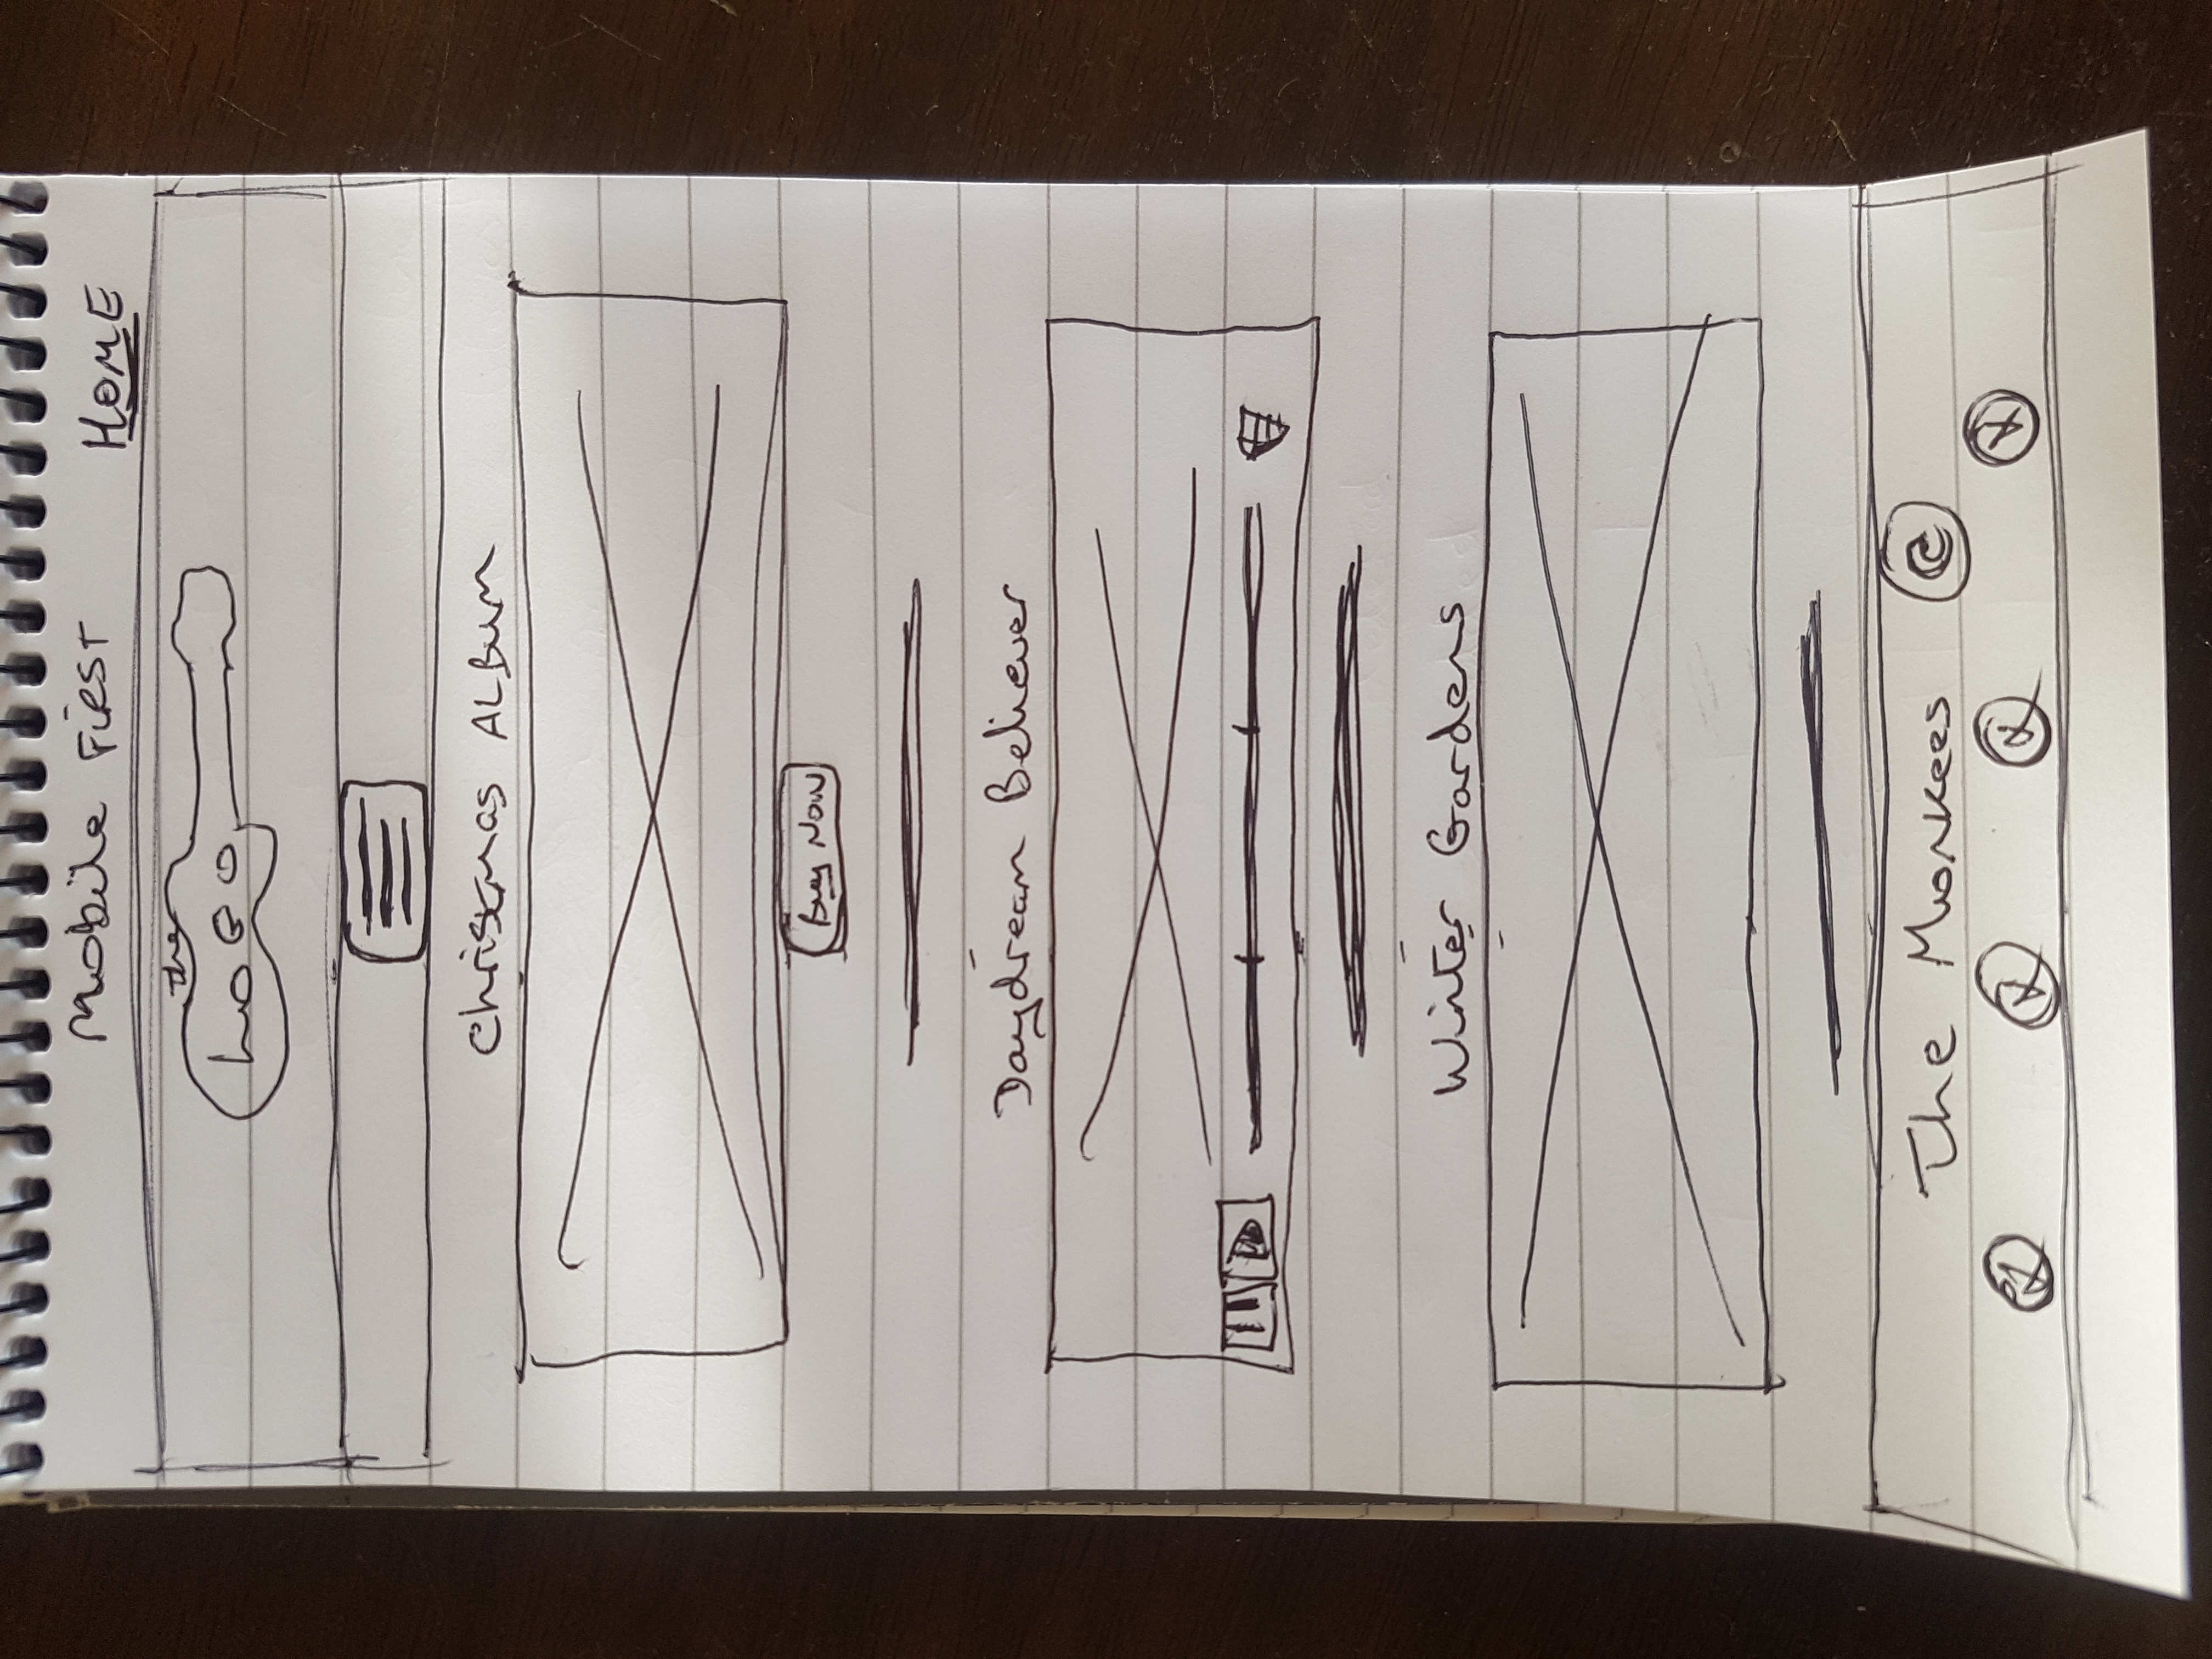 Mobile FIRST
HOME
the
LOGO
Christmas ALBum
Buy Now
Daydream Believer
Winter Gardens
The Monkees ©